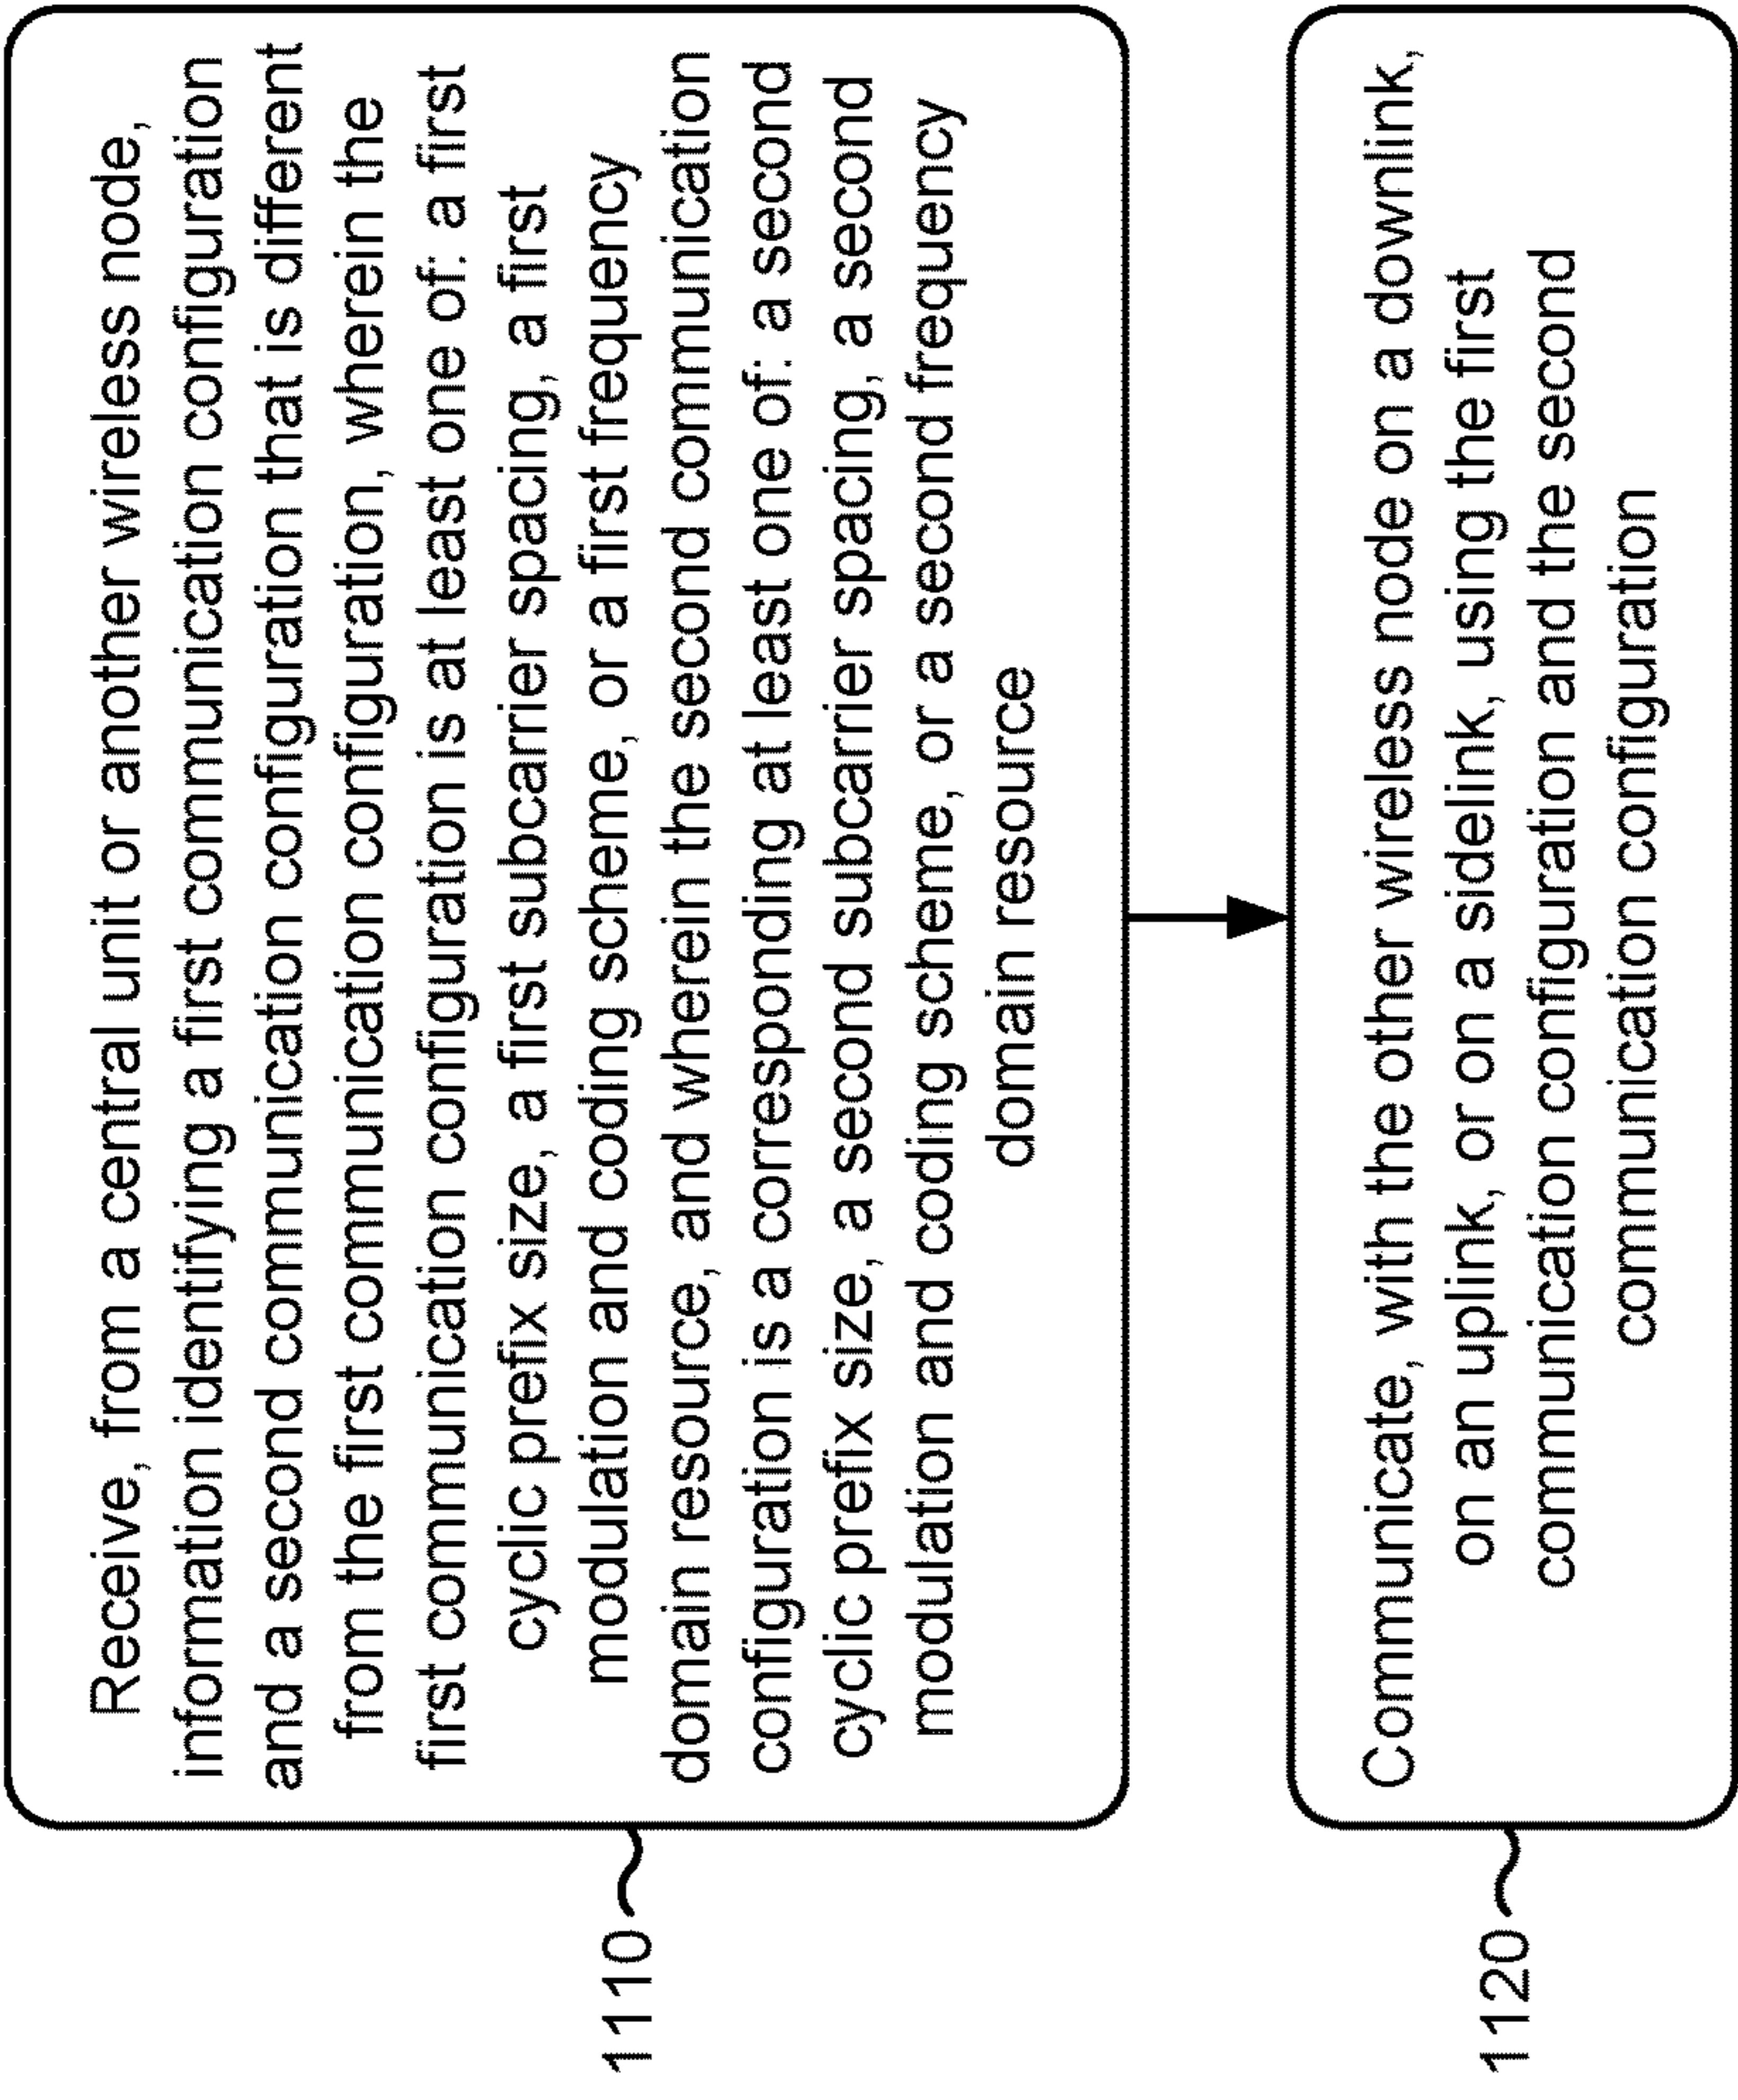 Receive, from a central unit or another wireless node,
information identifying a first communication configuration
and a second communication configuration that is different
from the first communication configuration, wherein the
first communication configuration is at least one of: a first
cyclic prefix size, a first subcarrier spacing, a first
modulation and coding scheme, or a first frequency
domain resource, and wherein the second communication
configuration is a corresponding at least one of: a second
cyclic prefix size, a second subcarrier spacing, a second
modulation and coding scheme, or a second frequency
domain resource
1110
Communicate, with the other wireless node on a downlink,
on an uplink, or on a sidelink, using the first
communication configuration and the second
communication configuration
1120